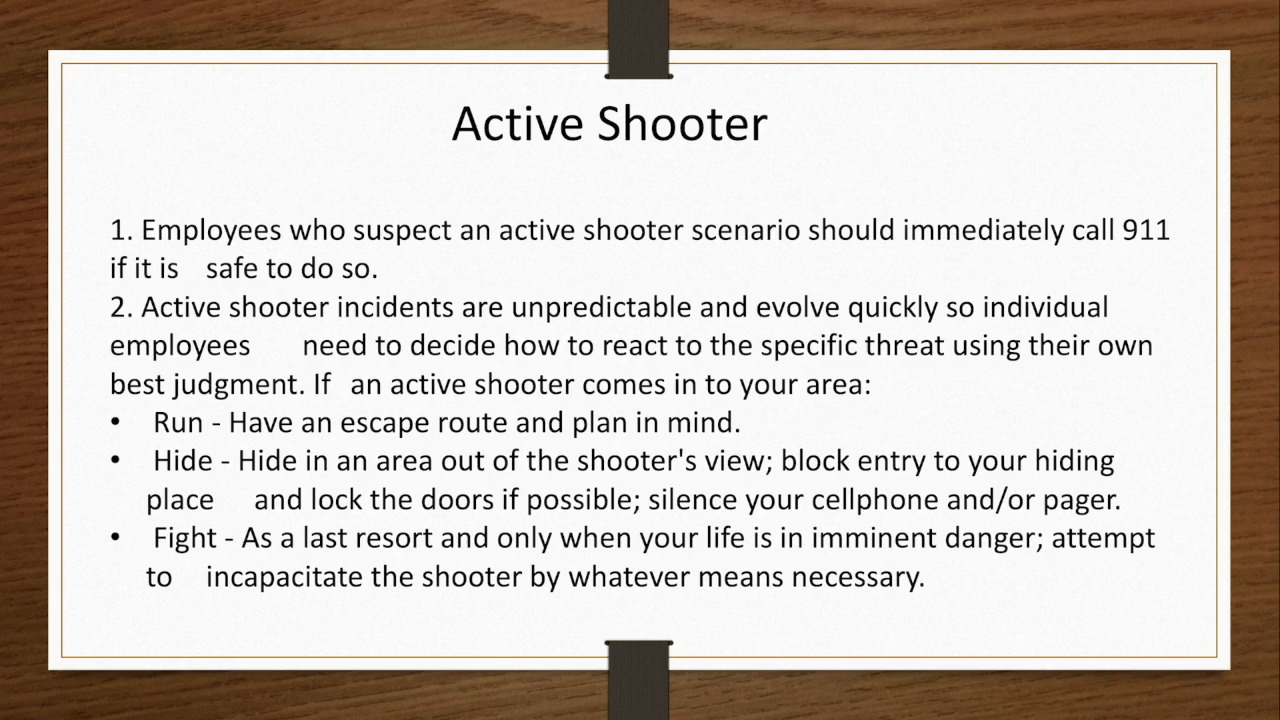 Active Shooter
1. Employees who suspect an active shooter scenario should immediately call 911
if it is safe to do so.
2. Active shooter incidents are unpredictable and evolve quickly so individual
employees need to decide how to react to the specific threat using their own
best judgment. If an active shooter comes in to your area:
• Run - Have an escape route and plan in mind.
• Hide - Hide in an area out of the shooter's view; block entry to your hiding
place and lock the doors if possible; silence your cellphone and/or pager.
• Fight - As a last resort and only when your life is in imminent danger; attempt
to incapacitate the shooter by whatever means necessary.